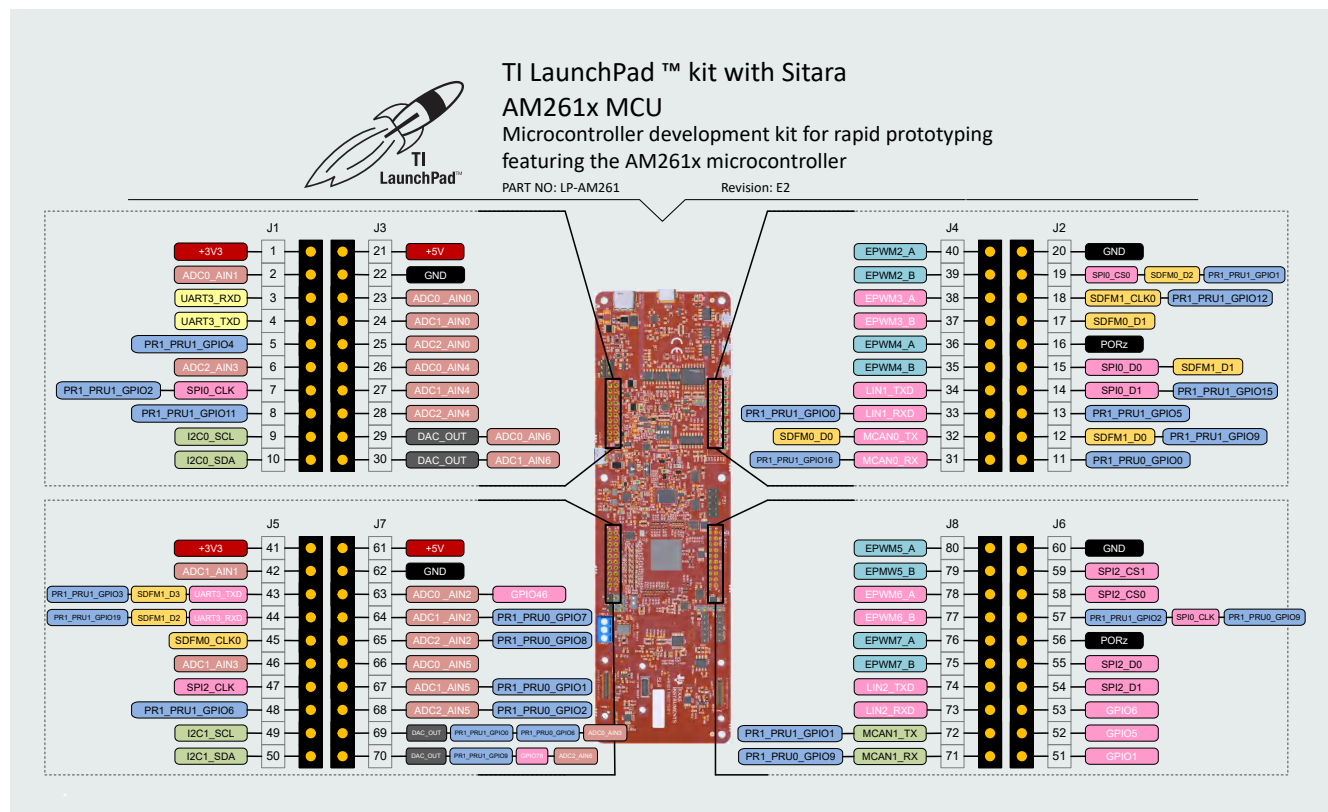 TI LaunchPad ™ kit with Sitara
AM261x MCU
Microcontroller development kit for rapid prototyping
featuring the AM261x microcontroller
TI
LaunchPad™
PART NO: LP-AM261 Revision: E2
J1 J3
+3V3 1 21 +5V
ADC0_AIN1 2 22 GND
UART3_RXD 3 23 ADC0_AIN0
UART3_TXD 4 24 ADC1_AIN0
PR1_PRU1_GPIO4 5 25 ADC2_AIN0
ADC2_AIN3 6 26 ADC0_AIN4
PR1_PRU1_GPIO2 SPI0_CLK 7 27 ADC1_AIN4
PR1_PRU1_GPIO11 8 28 ADC2_AIN4
I2C0_SCL 9 29 DAC_OUT ADC0_AIN6
I2C0_SDA 10 30 DAC_OUT ADC1_AIN6
J4 J2
EPWM2_A 40 20 GND
EPWM2_B 39 19 SPI0_CS0 SDFM0_D2 PR1_PRU1_GPIO1
EPWM3_A 38 18 SDFM1_CLK0 PR1_PRU1_GPIO12
EPWM3_B 37 17 SDFM0_D1
EPWM4_A 36 16 PORz
EPWM4_B 35 15 SPI0_D0 SDFM1_D1
LIN1_TXD 34 14 SPI0_D1 PR1_PRU1_GPIO15
PR1_PRU1_GPIO0 LIN1_RXD 33 13 PR1_PRU1_GPIO5
SDFM0_D0 MCAN0_TX 32 12 SDFM1_D0 PR1_PRU1_GPIO9
PR1_PRU1_GPIO16 MCAN0_RX 31 11 PR1_PRU0_GPIO0
J5 J7
+3V3 41 61 +5V
ADC1_AIN1 42 62 GND
PR1_PRU1_GPIO3 SDFM1_D3 UART3_TXD 43 63 ADC0_AIN2 GPIO46
PR1_PRU1_GPIO19 SDFM1_D2 UART3_RXD 44 64 ADC1_AIN2 PR1_PRU0_GPIO7
SDFM0_CLK0 45 65 ADC2_AIN2 PR1_PRU0_GPIO8
ADC1_AIN3 46 66 ADC0_AIN5
SPI2_CLK 47 67 ADC1_AIN5 PR1_PRU0_GPIO1
PR1_PRU1_GPIO6 48 68 ADC2_AIN5 PR1_PRU0_GPIO2
I2C1_SCL 49 69 DAC_OUT PR1_PRU1_GPIO0 PR1_PRU0_GPIO6 ADC0_AIN3
I2C1_SDA 50 70 DAC_OUT PR1_PRU1_GPIO9
J8 J6
EPWM5_A 80 60 GND
EPMW5_B 79 59 SPI2_CS1
EPWM6_A 78 58 SPI2_CS0
EPWM6_B 77 57 PR1_PRU1_GPIO2 SPI0_CLK PR1_PRU0_GPIO9
EPWM7_A 76 56 PORz
EPWM7_B 75 55 SPI2_D0
LIN2_TXD 74 54 SPI2_D1
LIN2_RXD 73 53 GPIO6
PR1_PRU1_GPIO1 MCAN1_TX 72 52 GPIO5
PR1_PRU0_GPIO9 MCAN1_RX 71 51 GPIO1
TEXAS
INSTRUMENTS